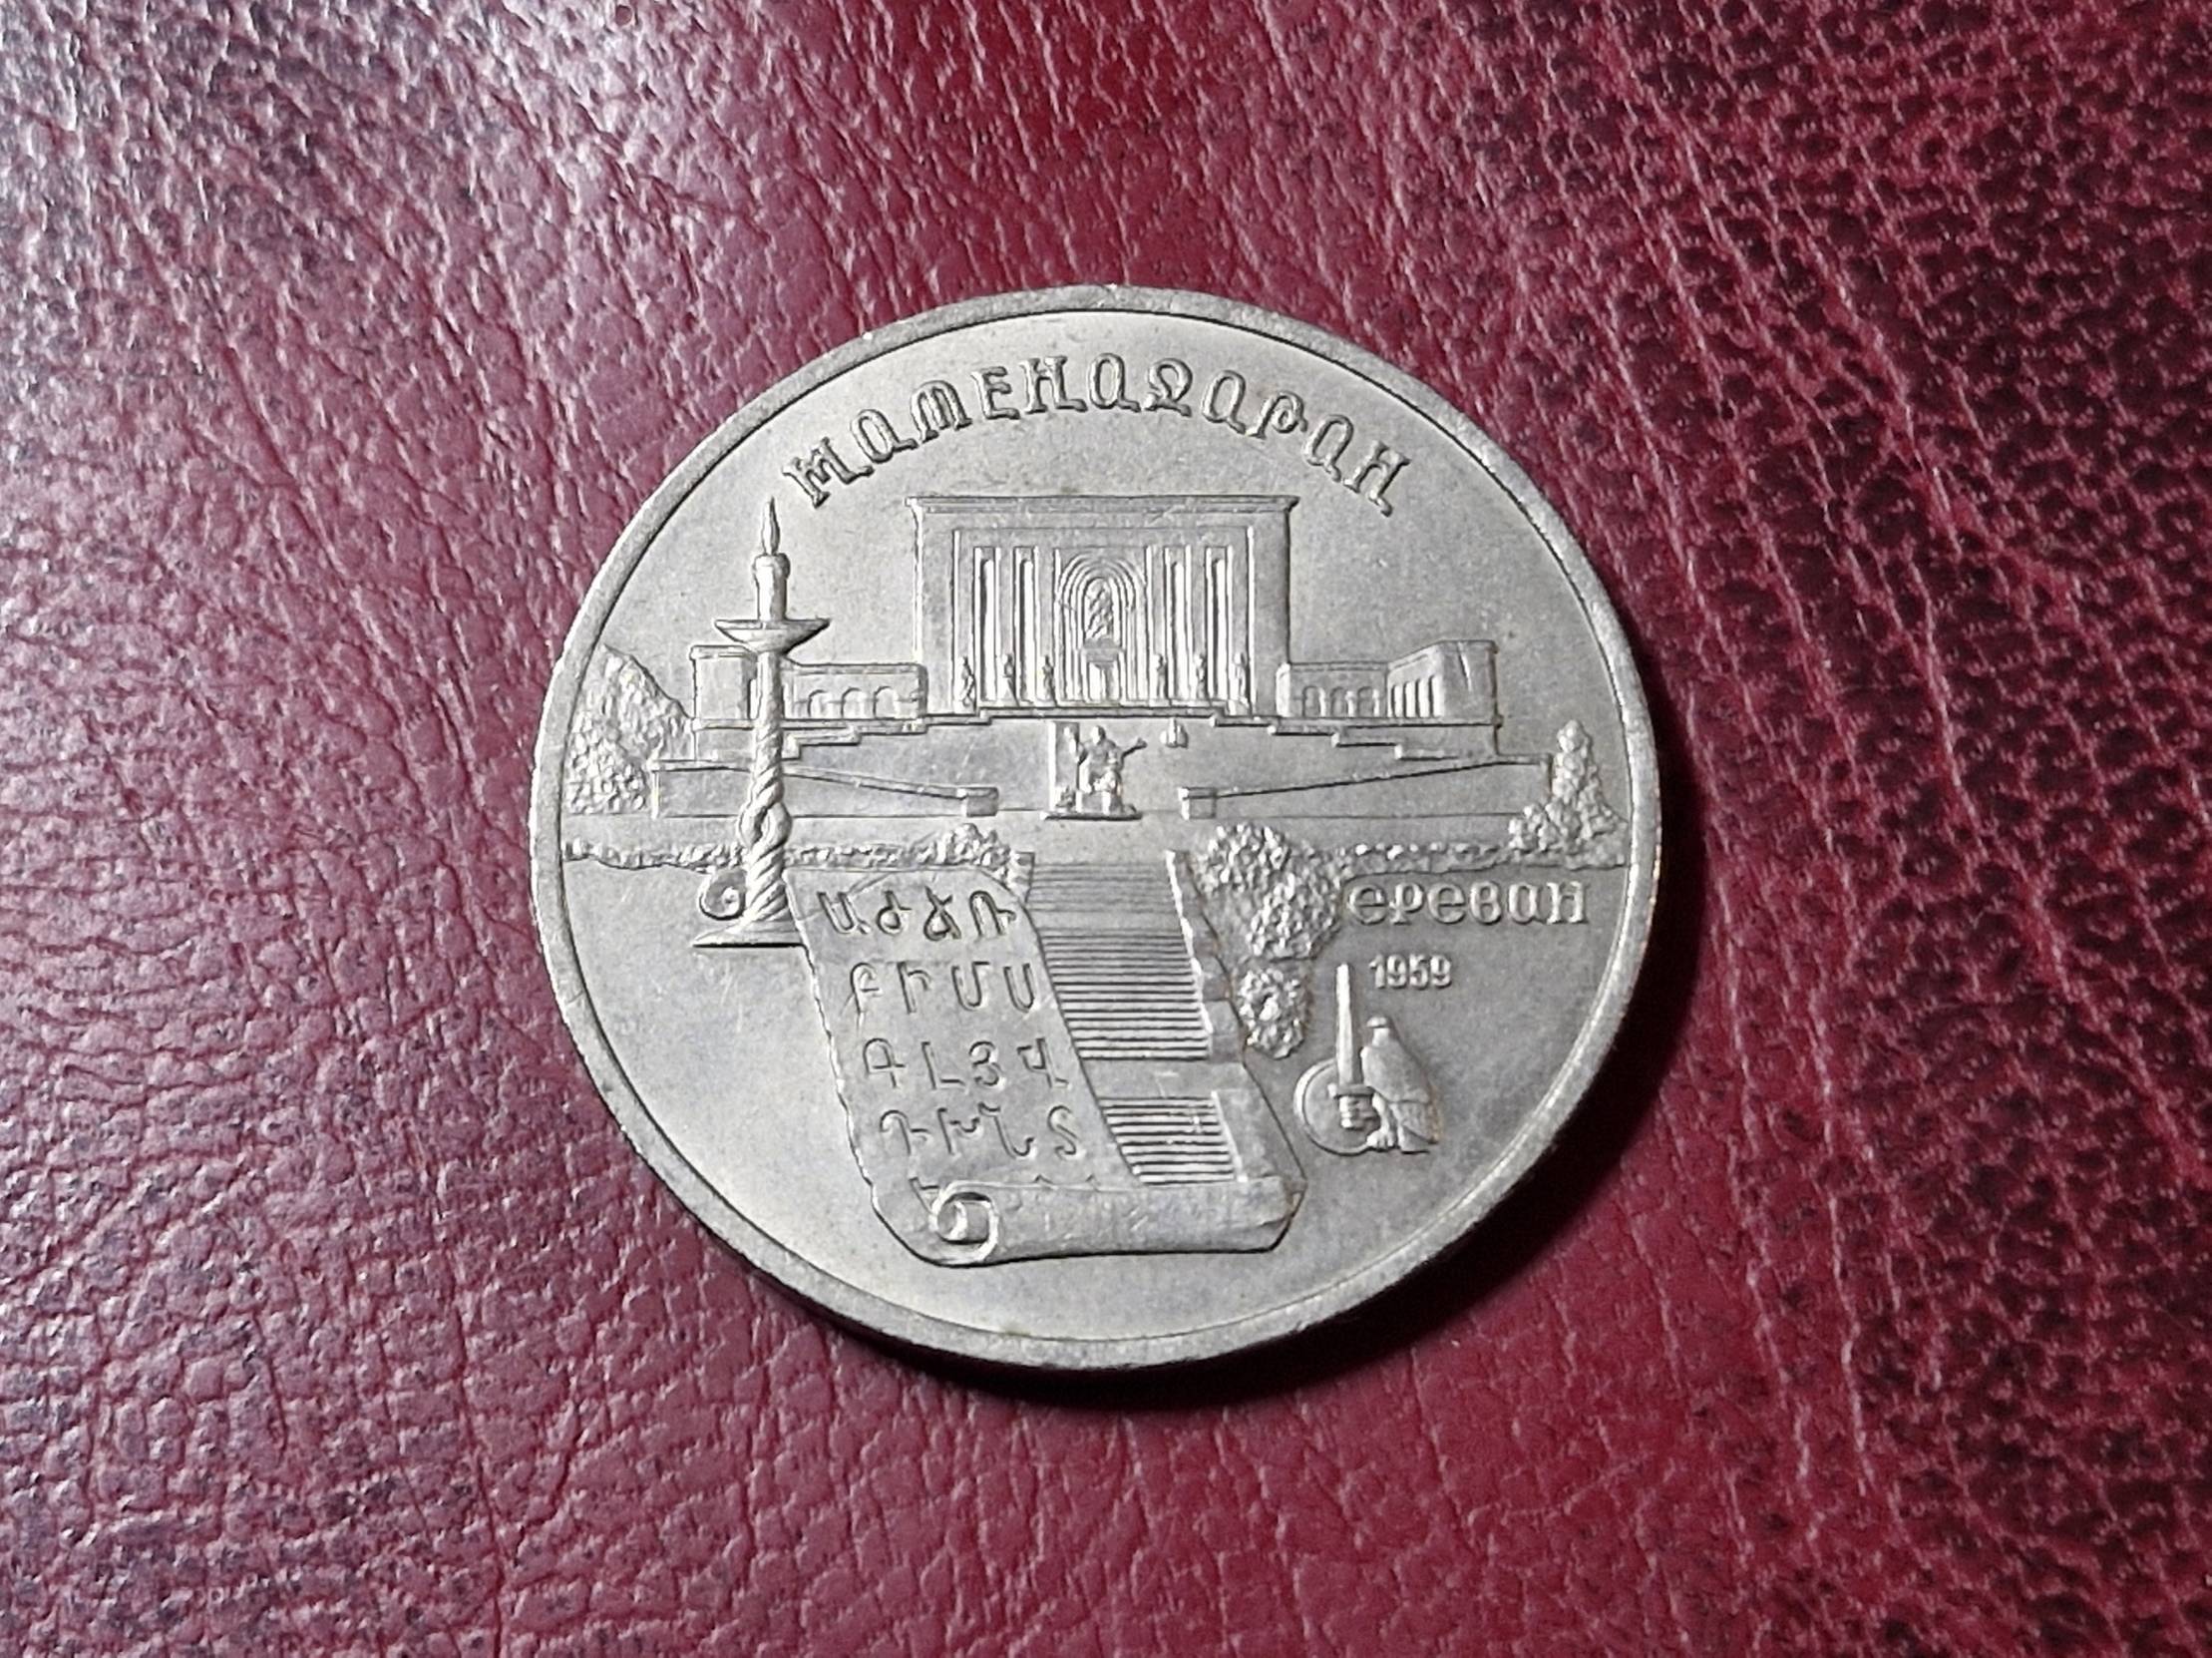 МАТЕНАДАРАН
ЕРЕВАН
1959
Ա Ժ Ճ Ռ
Բ Ի Մ Ս
Գ Լ Յ Վ
Դ Խ Ն Տ